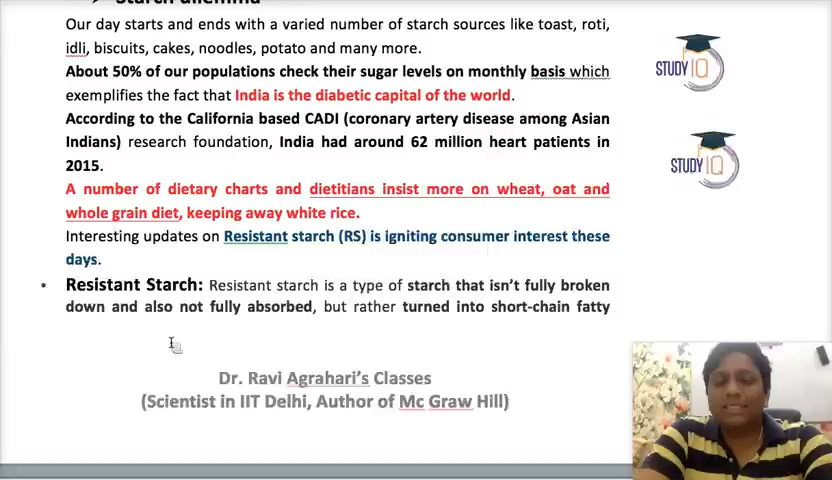 Starch dilemma
Our day starts and ends with a varied number of starch sources like toast, roti,
idli, biscuits, cakes, noodles, potato and many more.
About 50% of our populations check their sugar levels on monthly basis which
exemplifies the fact that India is the diabetic capital of the world.
According to the California based CADI (coronary artery disease among Asian
Indians) research foundation, India had around 62 million heart patients in
2015.
A number of dietary charts and dietitians insist more on wheat, oat and
whole grain diet, keeping away white rice.
Interesting updates on Resistant starch (RS) is igniting consumer interest these
days.
• Resistant Starch: Resistant starch is a type of starch that isn't fully broken
down and also not fully absorbed, but rather turned into short-chain fatty
Dr. Ravi Agrahari's Classes
(Scientist in IIT Delhi, Author of Mc Graw Hill)
STUDY IQ
STUDY IQ